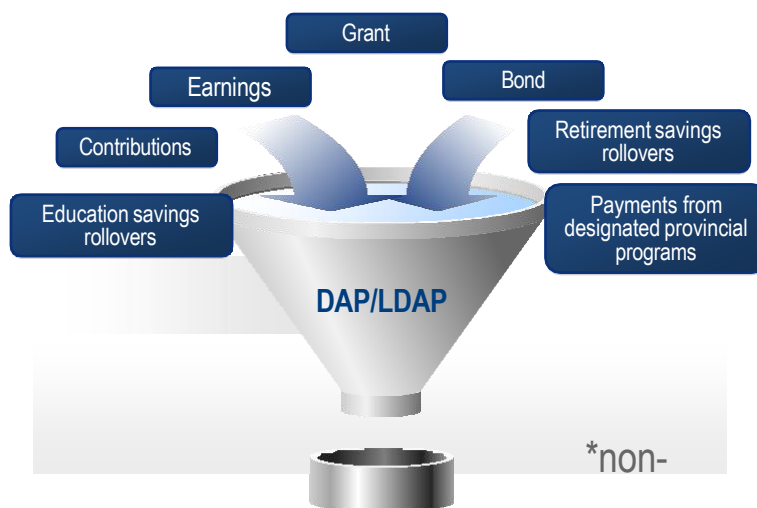 Grant
Earnings
Bond
Contributions
Retirement savings
rollovers
Education savings
rollovers
Payments from
designated provincial
programs
DAP/LDAP
*non-